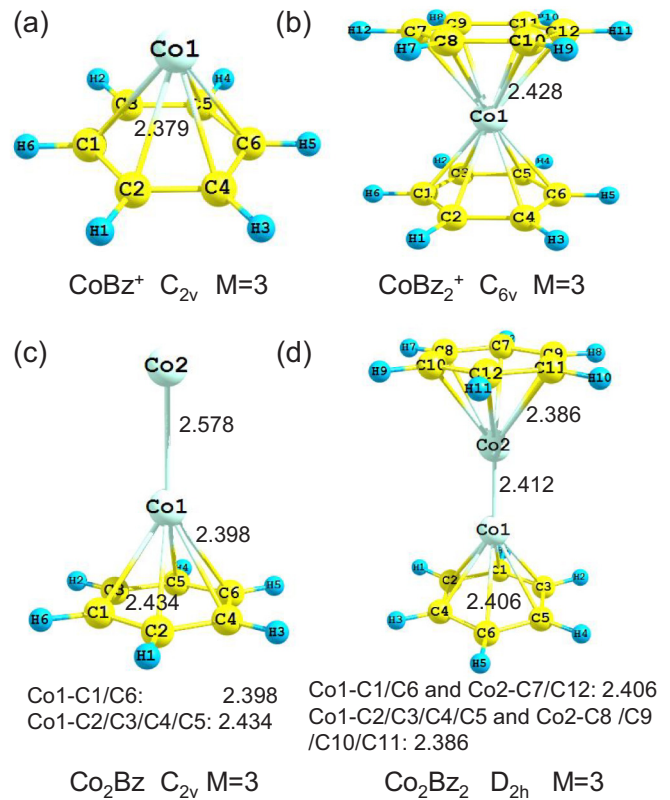 (a)
Co1
H2
C3
C5
H4
2.379
H6
C1
C6
H5
C2
C4
H1
H3
CoBz⁺ C₂ᵥ M=3
(b)
H8
C9
C11
H10
H12
C7
C12
H11
H7
C8
C10
H9
2.428
Co1
H2
C3
C5
H4
H6
C1
C6
H5
C2
C4
H1
H3
CoBz₂⁺ C₆ᵥ M=3
(c)
Co2
2.578
Co1
2.398
H4
H2
C3
C5
H5
2.434
C6
H6
C1
C2
C4
H3
H1
Co1-C1/C6: 2.398
Co1-C2/C3/C4/C5: 2.434
Co₂Bz C₂ᵥ M=3
(d)
H7
C8
C7
C9
H8
H9
C10
C12
C11
H10
H11
2.386
Co2
2.412
Co1
H1
C2
C1
C3
H2
H3
C4
2.406
C5
H4
C6
H5
Co1-C1/C6 and Co2-C7/C12: 2.406
Co1-C2/C3/C4/C5 and Co2-C8 /C9
/C10/C11: 2.386
Co₂Bz₂ D₂ₕ M=3